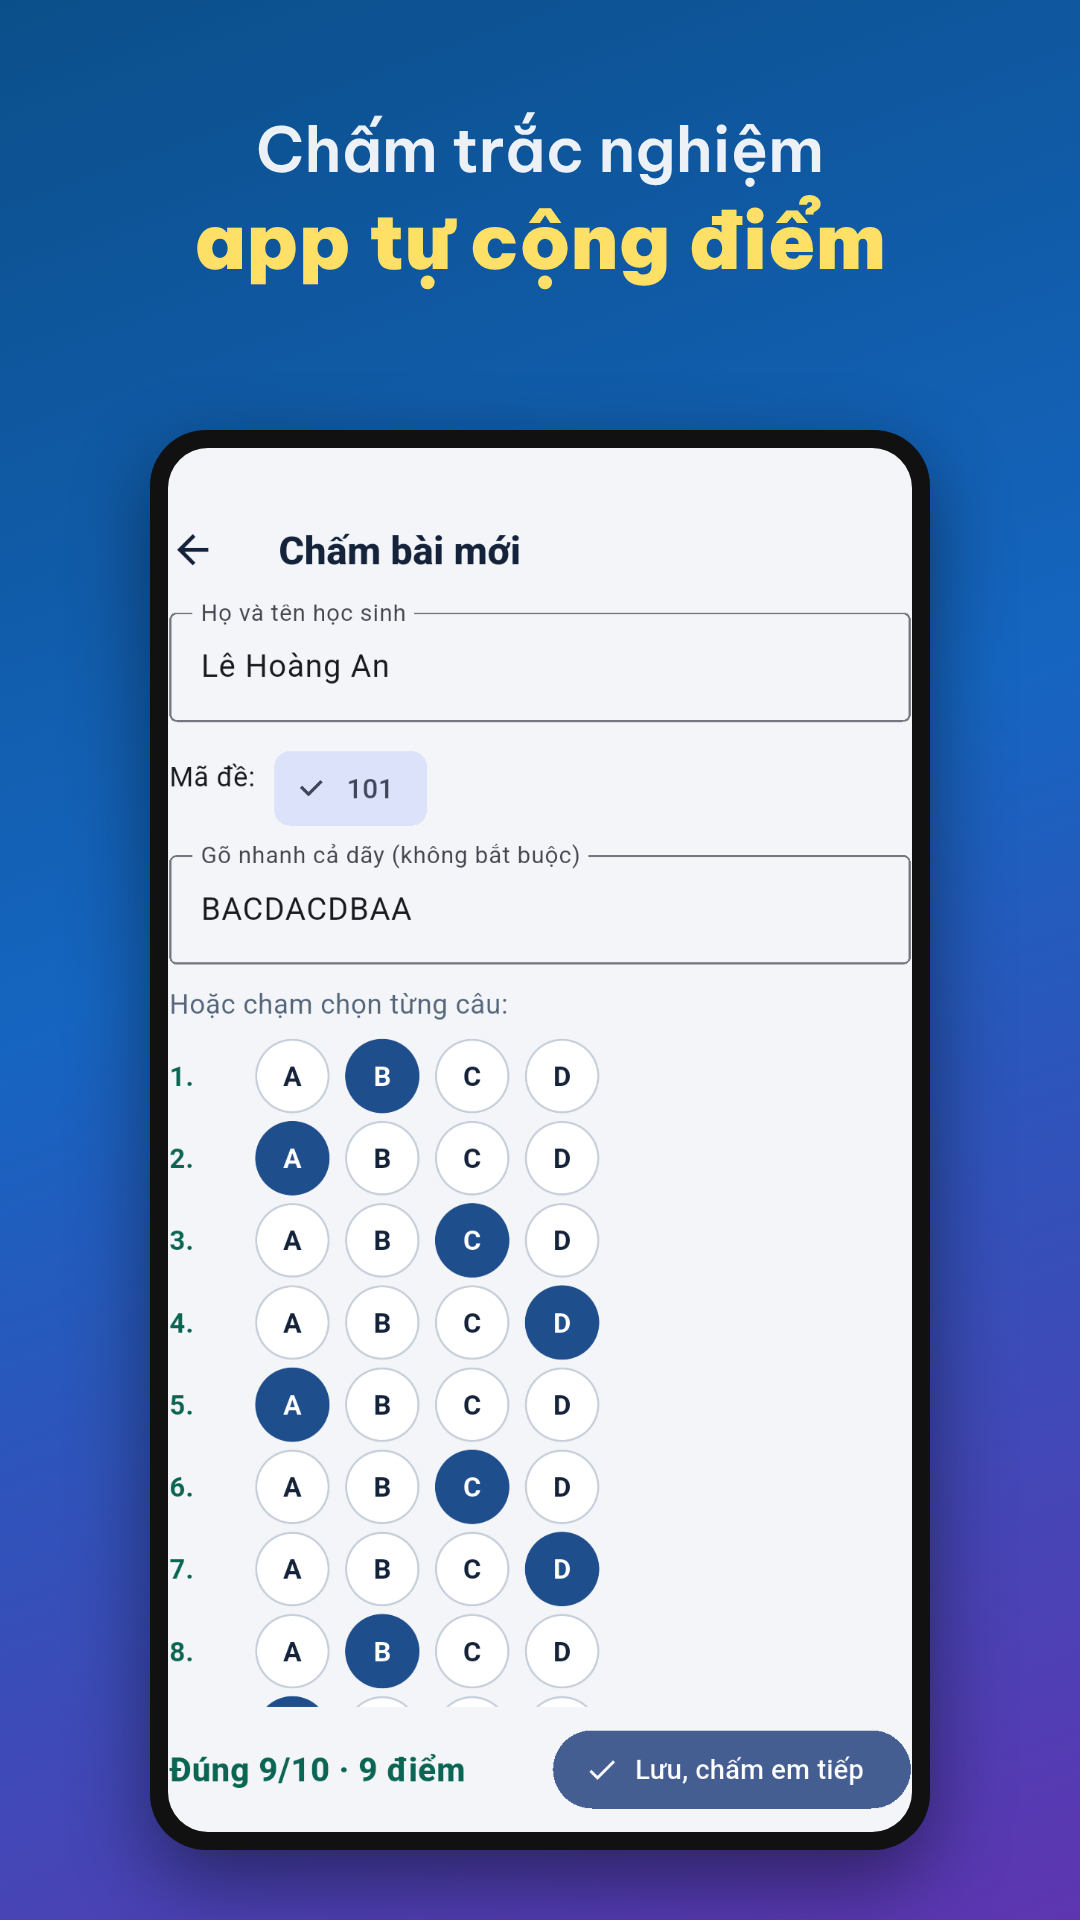 Chấm trắc nghiệm
app tự cộng điểm
Chấm bài mới
Họ và tên học sinh
Lê Hoàng An
Mã đề: 101
Gõ nhanh cả dãy (không bắt buộc)
BACDACDBAA
Hoặc chạm chọn từng câu:
1. A B C D
2. A B C D
3. A B C D
4. A B C D
5. A B C D
6. A B C D
7. A B C D
8. A B C D
Đúng 9/10 · 9 điểm
Lưu, chấm em tiếp